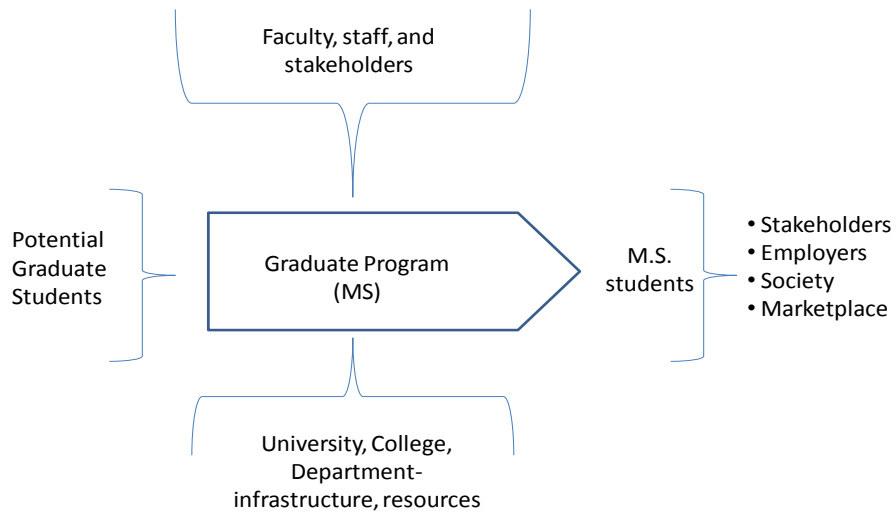 Faculty, staff, and
stakeholders
Potential
Graduate
Students
Graduate Program
(MS)
M.S.
students
• Stakeholders
• Employers
• Society
• Marketplace
University, College,
Department-
infrastructure, resources